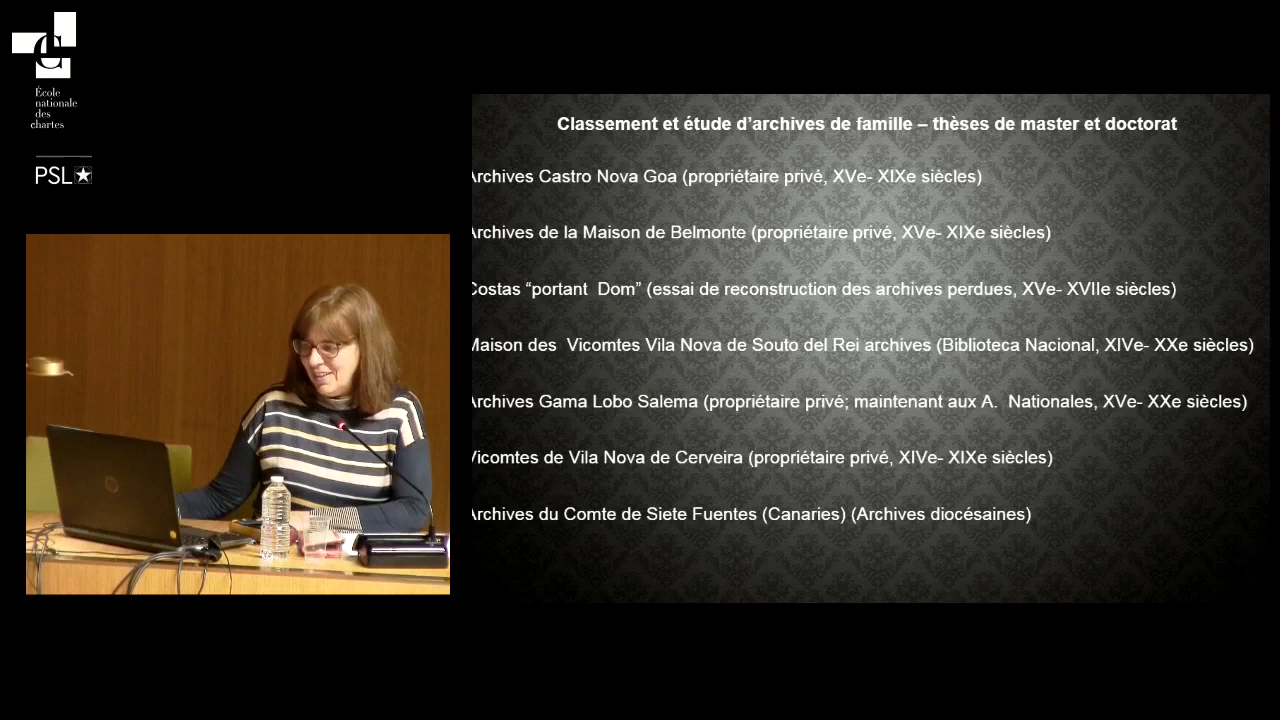 École
nationale
des
chartes
PSL
Classement et étude d’archives de famille – thèses de master et doctorat
Archives Castro Nova Goa (propriétaire privé, XVe- XIXe siècles)
Archives de la Maison de Belmonte (propriétaire privé, XVe- XIXe siècles)
Costas “portant Dom” (essai de reconstruction des archives perdues, XVe- XVIIe siècles)
Maison des Vicomtes Vila Nova de Souto del Rei archives (Biblioteca Nacional, XIVe- XXe siècles)
Archives Gama Lobo Salema (propriétaire privé; maintenant aux A. Nationales, XVe- XXe siècles)
Vicomtes de Vila Nova de Cerveira (propriétaire privé, XIVe- XIXe siècles)
Archives du Comte de Siete Fuentes (Canaries) (Archives diocésaines)